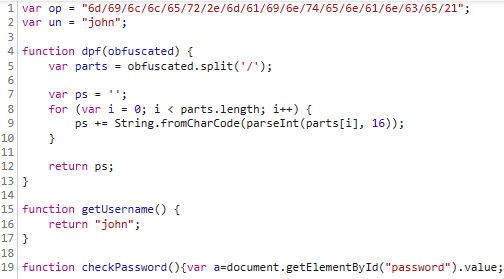 1 var op = "6d/69/6c/6c/65/72/2e/6d/61/69/6e/74/65/6e/61/6e/63/65/21";
2 var un = "john";
3
4 function dpf(obfuscated) {
5     var parts = obfuscated.split('/');
6
7     var ps = '';
8     for (var i = 0; i < parts.length; i++) {
9         ps += String.fromCharCode(parseInt(parts[i], 16));
10     }
11
12     return ps;
13 }
14
15 function getUsername() {
16     return "john";
17 }
18
19 function checkPassword(){var a=document.getElementById("password").value;